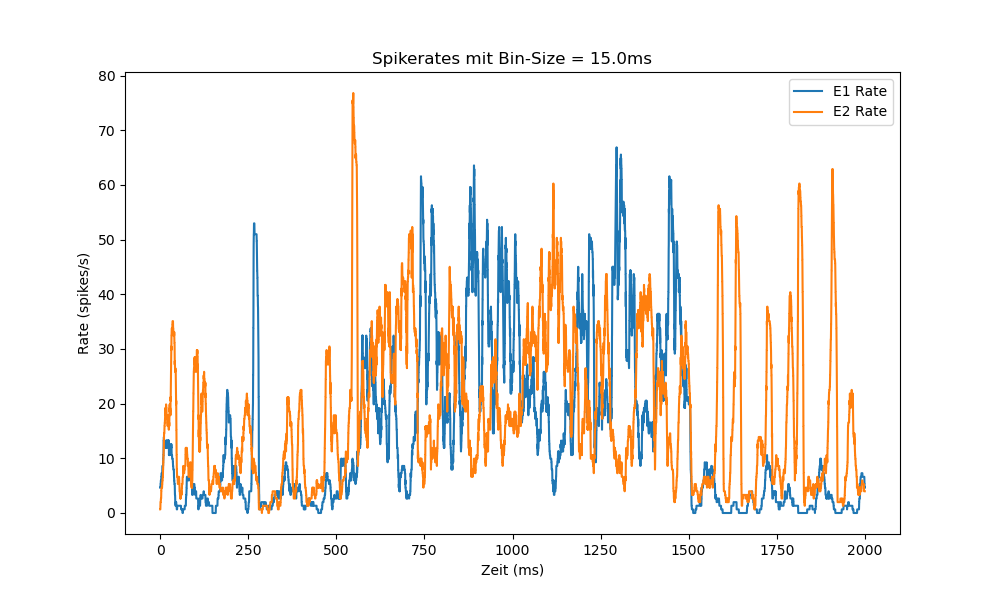 Spikerates mit Bin-Size = 15.0ms
E1 Rate
E2 Rate
80
70
60
50
40
30
20
10
0
Rate (spikes/s)
0 250 500 750 1000 1250 1500 1750 2000
Zeit (ms)